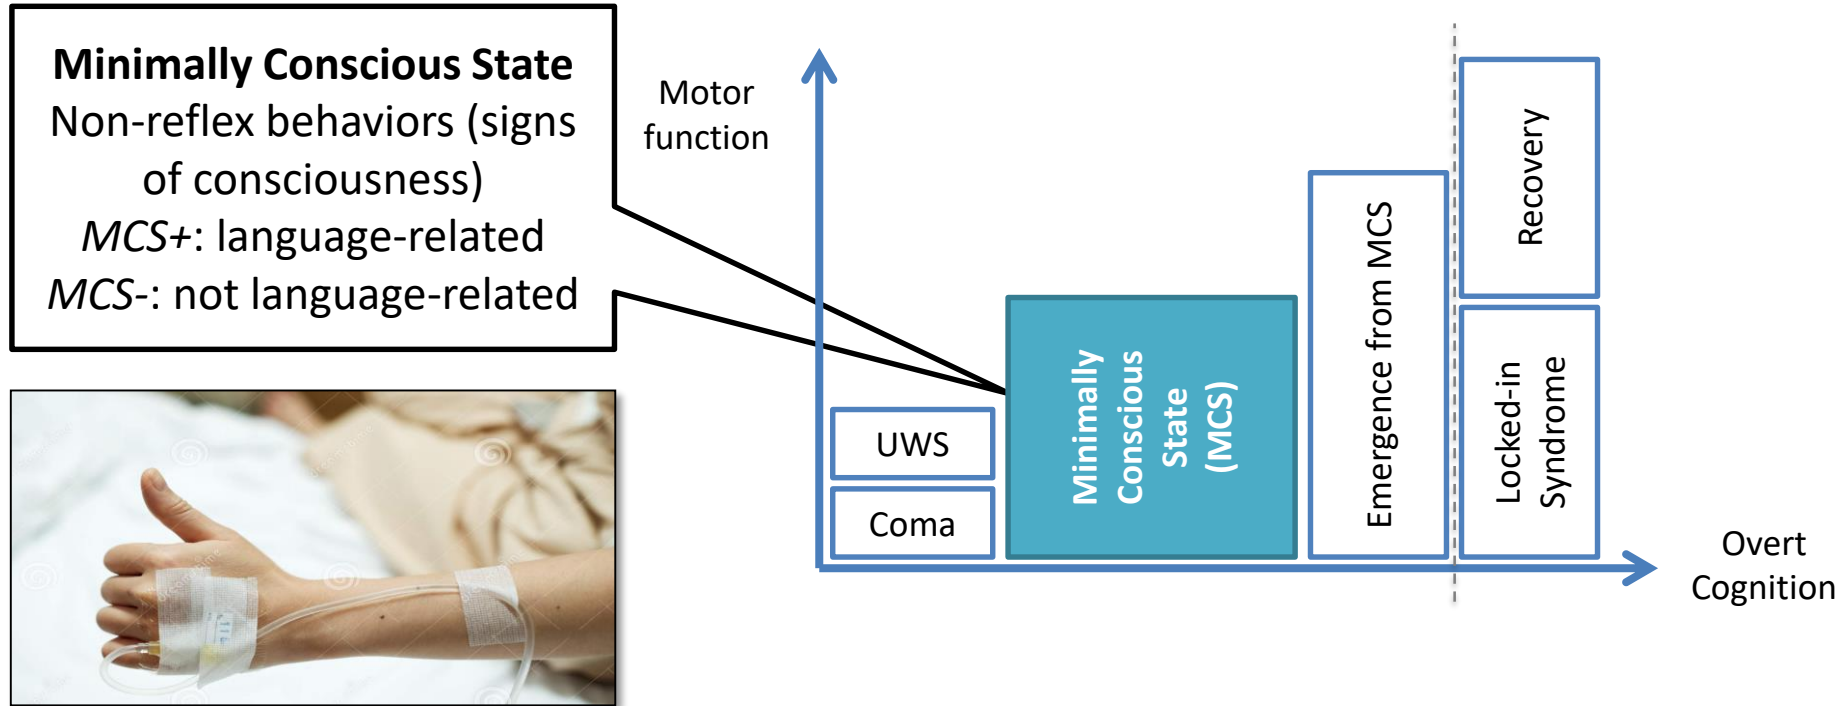 Minimally Conscious State
Non-reflex behaviors (signs
of consciousness)
MCS+: language-related
MCS-: not language-related
Motor
function
UWS
Coma
Minimally
Conscious
State
(MCS)
Emergence from MCS
Recovery
Locked-in
Syndrome
Overt
Cognition